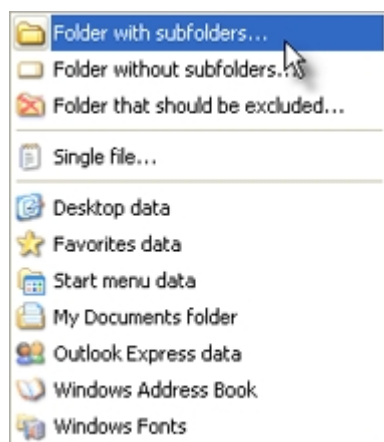 Folder with subfolders...
Folder without subfolders...
Folder that should be excluded...
Single file...
Desktop data
Favorites data
Start menu data
My Documents folder
Outlook Express data
Windows Address Book
Windows Fonts